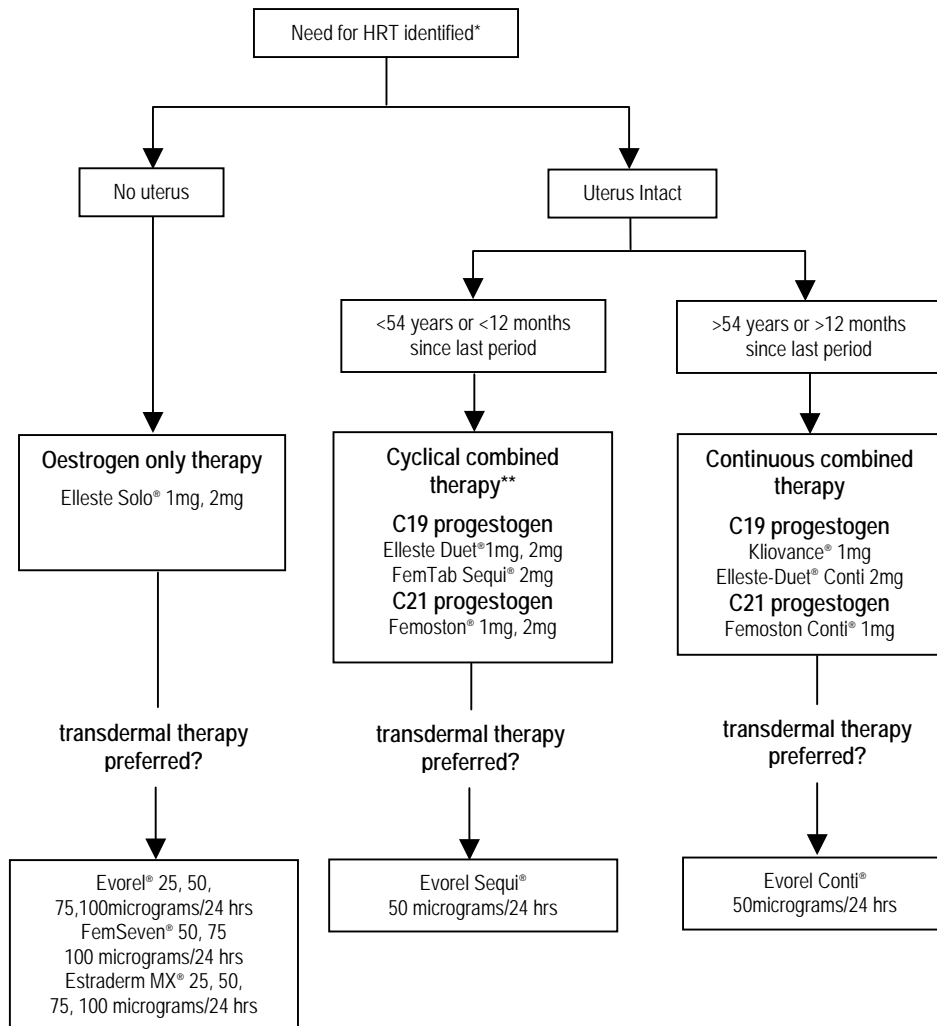 Need for HRT identified*
No uterus
Uterus Intact
<54 years or <12 months
since last period
>54 years or >12 months
since last period
Oestrogen only therapy
Elleste Solo® 1mg, 2mg
Cyclical combined
therapy**
C19 progestogen
Elleste Duet®1mg, 2mg
FemTab Sequi® 2mg
C21 progestogen
Femoston® 1mg, 2mg
Continuous combined
therapy
C19 progestogen
Kliovance® 1mg
Elleste-Duet® Conti 2mg
C21 progestogen
Femoston Conti® 1mg
transdermal therapy
preferred?
transdermal therapy
preferred?
transdermal therapy
preferred?
Evorel® 25, 50,
75,100micrograms/24 hrs
FemSeven® 50, 75
100 micrograms/24 hrs
Estraderm MX® 25, 50,
75, 100 micrograms/24 hrs
Evorel Sequi®
50 micrograms/24 hrs
Evorel Conti®
50micrograms/24 hrs